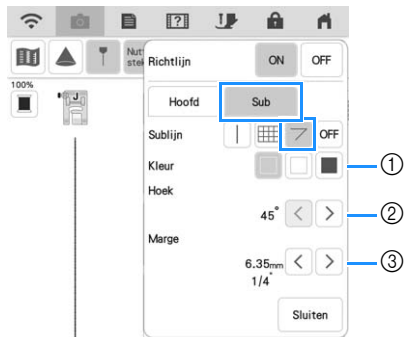 Nut
stek
Richtlijn ON OFF
100%
J
Hoofd Sub
Sublijn OFF
Kleur
①
Hoek
45° < >
②
Marge
6.35mm < >
③
1/4"
Sluiten